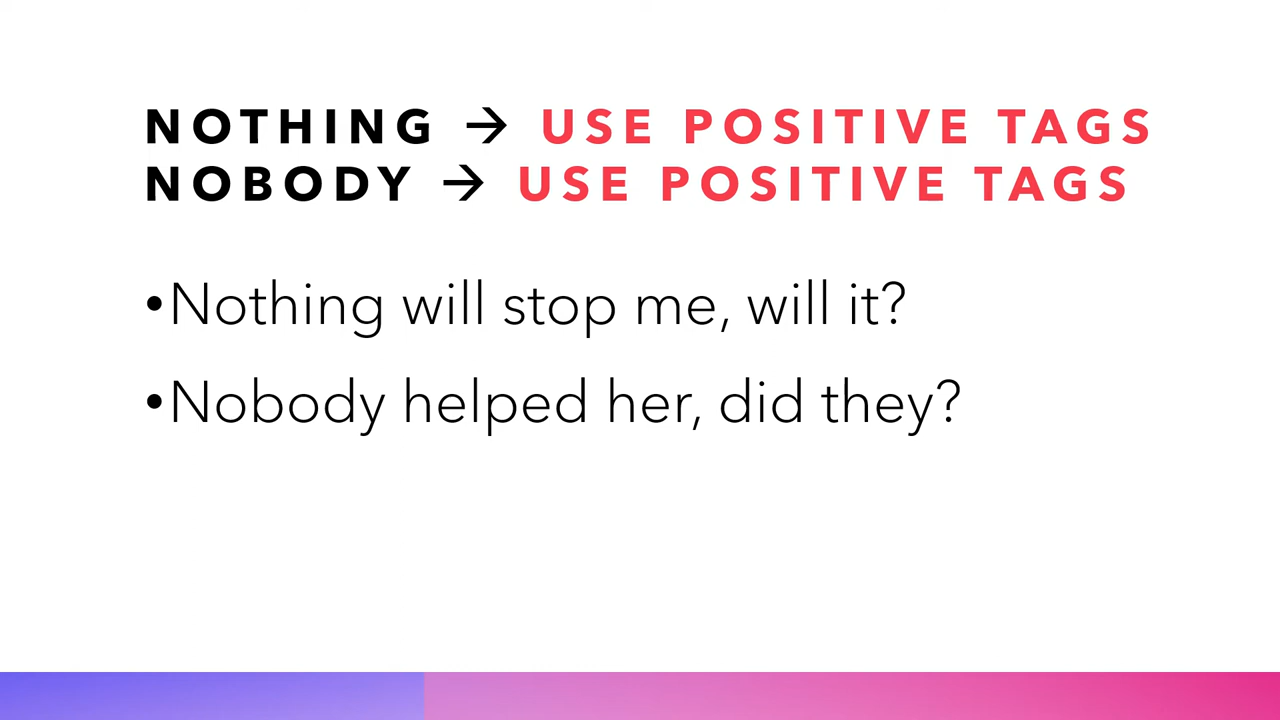 NOTHING → USE POSITIVE TAGS
NOBODY → USE POSITIVE TAGS
•Nothing will stop me, will it?
•Nobody helped her, did they?